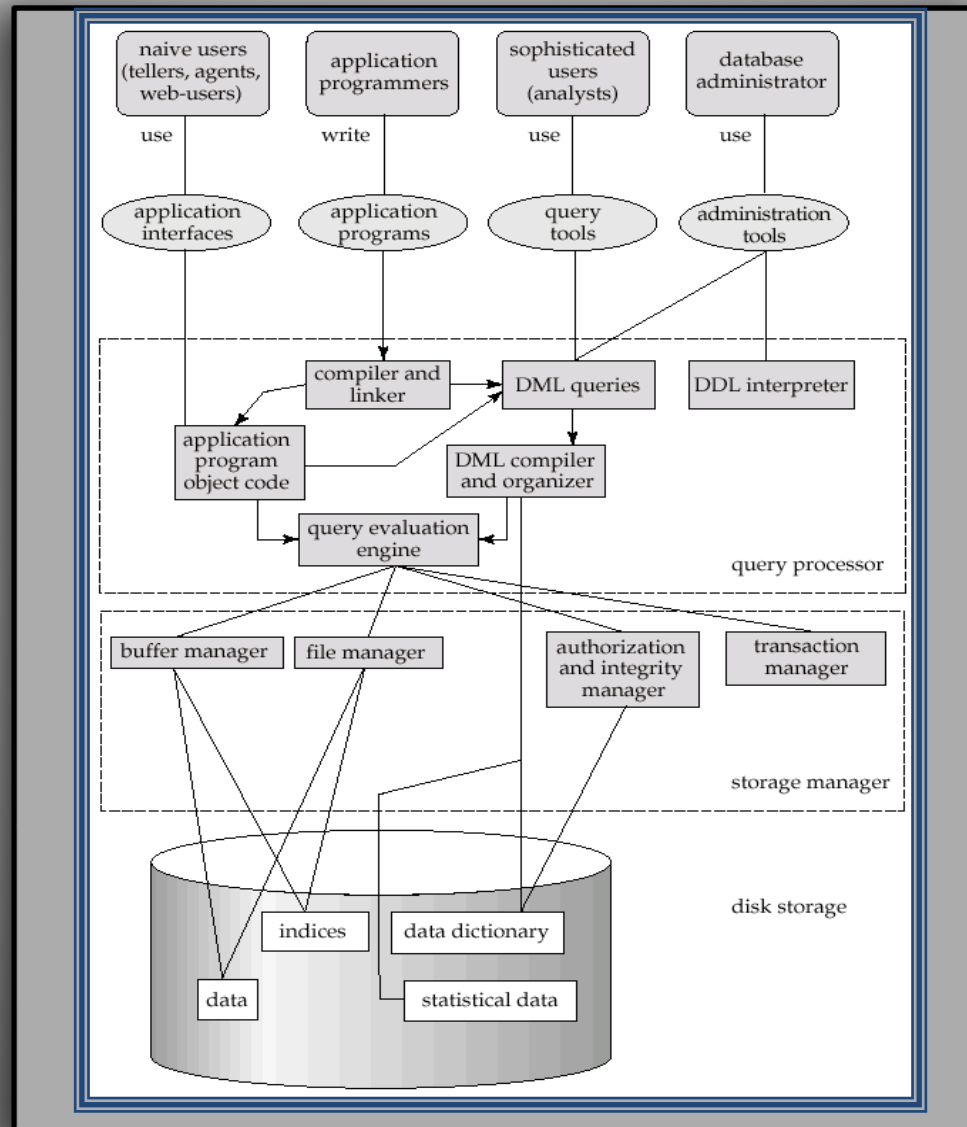 naive users
(tellers, agents,
web-users)
application
programmers
sophisticated
users
(analysts)
database
administrator
use
write
use
use
application
interfaces
application
programs
query
tools
administration
tools
compiler and
linker
DML queries
DDL interpreter
application
program
object code
DML compiler
and organizer
query evaluation
engine
query processor
buffer manager
file manager
authorization
and integrity
manager
transaction
manager
storage manager
disk storage
indices
data dictionary
data
statistical data